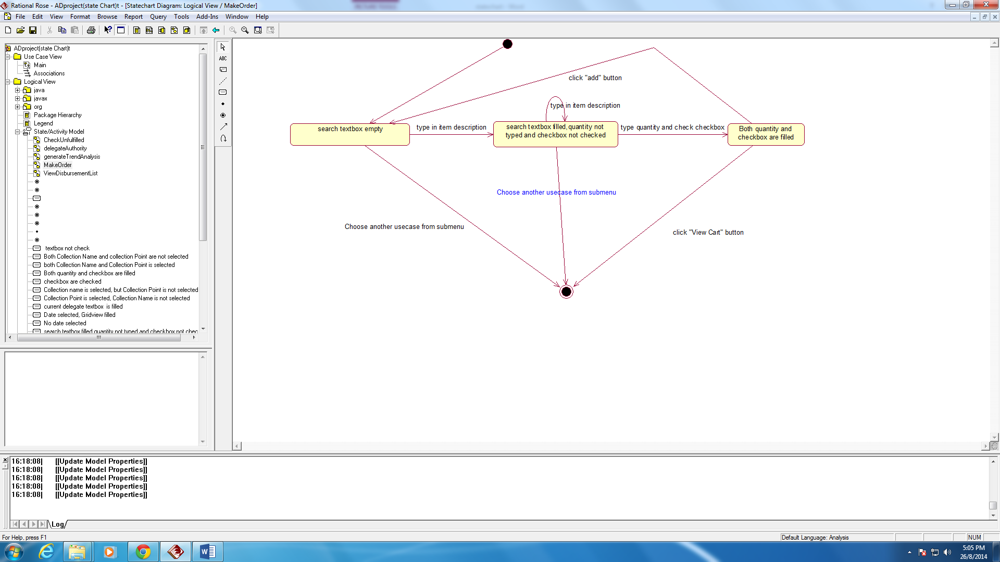 Rational Rose - ADproject(state Chart)t - [Statechart Diagram: Logical View / MakeOrder]
File Edit View Format Browse Report Query Tools Add-Ins Window Help
ADproject(state Chart)t
Use Case View
Main
Associations
Logical View
java
javax
org
Package Hierarchy
Legend
State/Activity Model
CheckUnfulfilled
delegateAuthority
generateTrendAnalysis
MakeOrder
ViewDisbursementList
textbox not check
Both Collection Name and collection Point are not selected
both Collection Name and Collection Point is selected
Both quantity and checkbox are filled
checkbox are checked
Collection name is selected, but Collection Point is not selected
Collection Point is selected, Collection Name is not selected
current delegate textbox is filled
Date selected, Gridview filled
No date selected
search textbox filled,quantity not typed and checkbox not chec
ABC
click "add" button
type in item description
search textbox empty
type in item description
search textbox filled,quantity not
typed and checkbox not checked
type quantity and check checkbox
Both quantity and
checkbox are filled
Choose another usecase from submenu
Choose another usecase from submenu
click "View Cart" button
16:18:08| [[Update Model Properties]]
16:18:08| [[Update Model Properties]]
16:18:08| [[Update Model Properties]]
16:18:08| [[Update Model Properties]]
16:18:08| [[Update Model Properties]]
Log
For Help, press F1
Default Language: Analysis
NUM
5:05 PM
26/8/2014